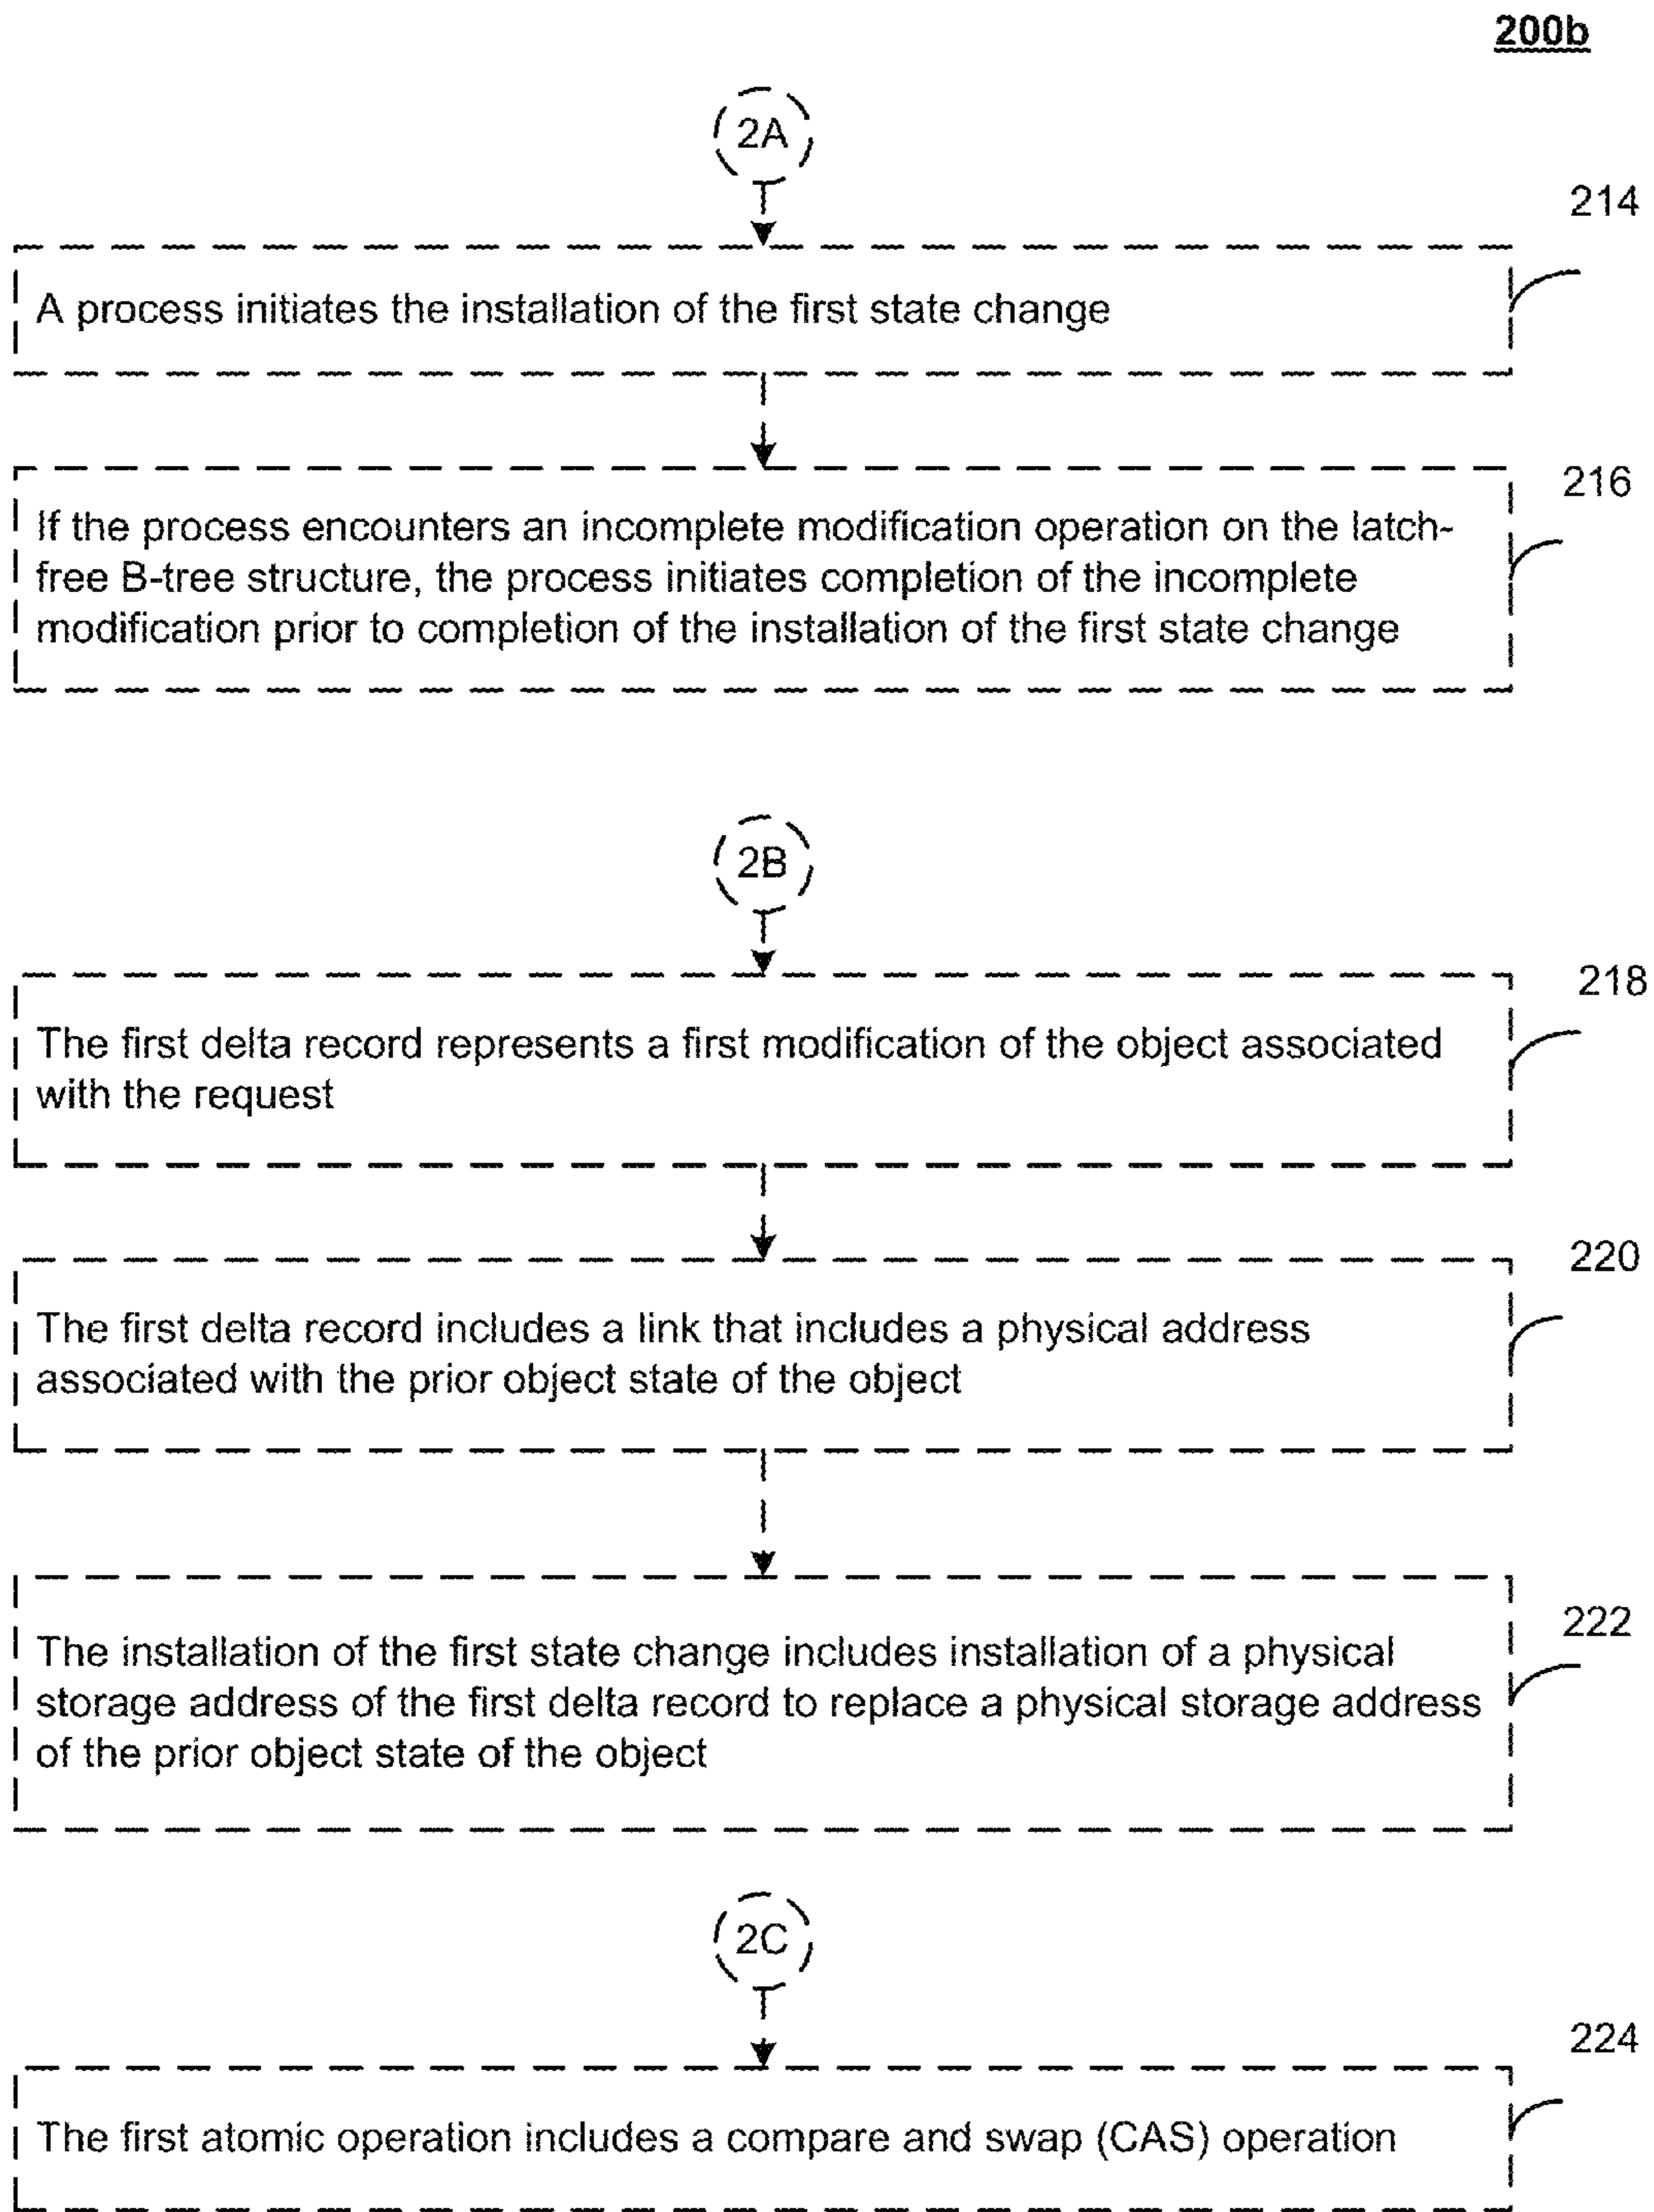 200b
2A
214
A process initiates the installation of the first state change
216
If the process encounters an incomplete modification operation on the latch-
free B-tree structure, the process initiates completion of the incomplete
modification prior to completion of the installation of the first state change
2B
218
The first delta record represents a first modification of the object associated
with the request
220
The first delta record includes a link that includes a physical address
associated with the prior object state of the object
222
The installation of the first state change includes installation of a physical
storage address of the first delta record to replace a physical storage address
of the prior object state of the object
2C
224
The first atomic operation includes a compare and swap (CAS) operation